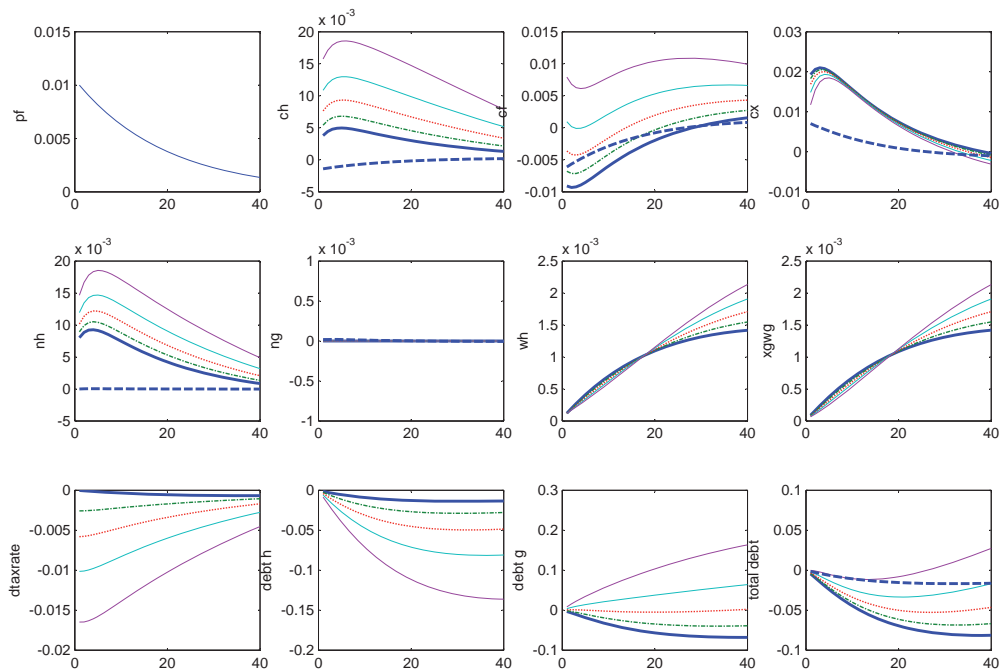 0.015
0.01
0.005
0
0 20 40
pf
x 10 -3
20
15
10
5
0
-5
0 20 40
ch
0.015
0.01
0.005
0
-0.005
-0.01
0 20 40
cf
0.03
0.02
0.01
0
-0.01
0 20 40
cx
x 10 -3
20
15
10
5
0
-5
0 20 40
nh
x 10 -3
1
0.5
0
-0.5
-1
0 20 40
ng
x 10 -3
2.5
2
1.5
1
0.5
0
0 20 40
wh
x 10 -3
2.5
2
1.5
1
0.5
0
0 20 40
xgwg
0
-0.005
-0.01
-0.015
-0.02
0 20 40
dtaxrate
0
-0.05
-0.1
-0.15
-0.2
0 20 40
debt h
0.3
0.2
0.1
0
-0.1
0 20 40
debt g
0.1
0.05
0
-0.05
-0.1
0 20 40
total debt